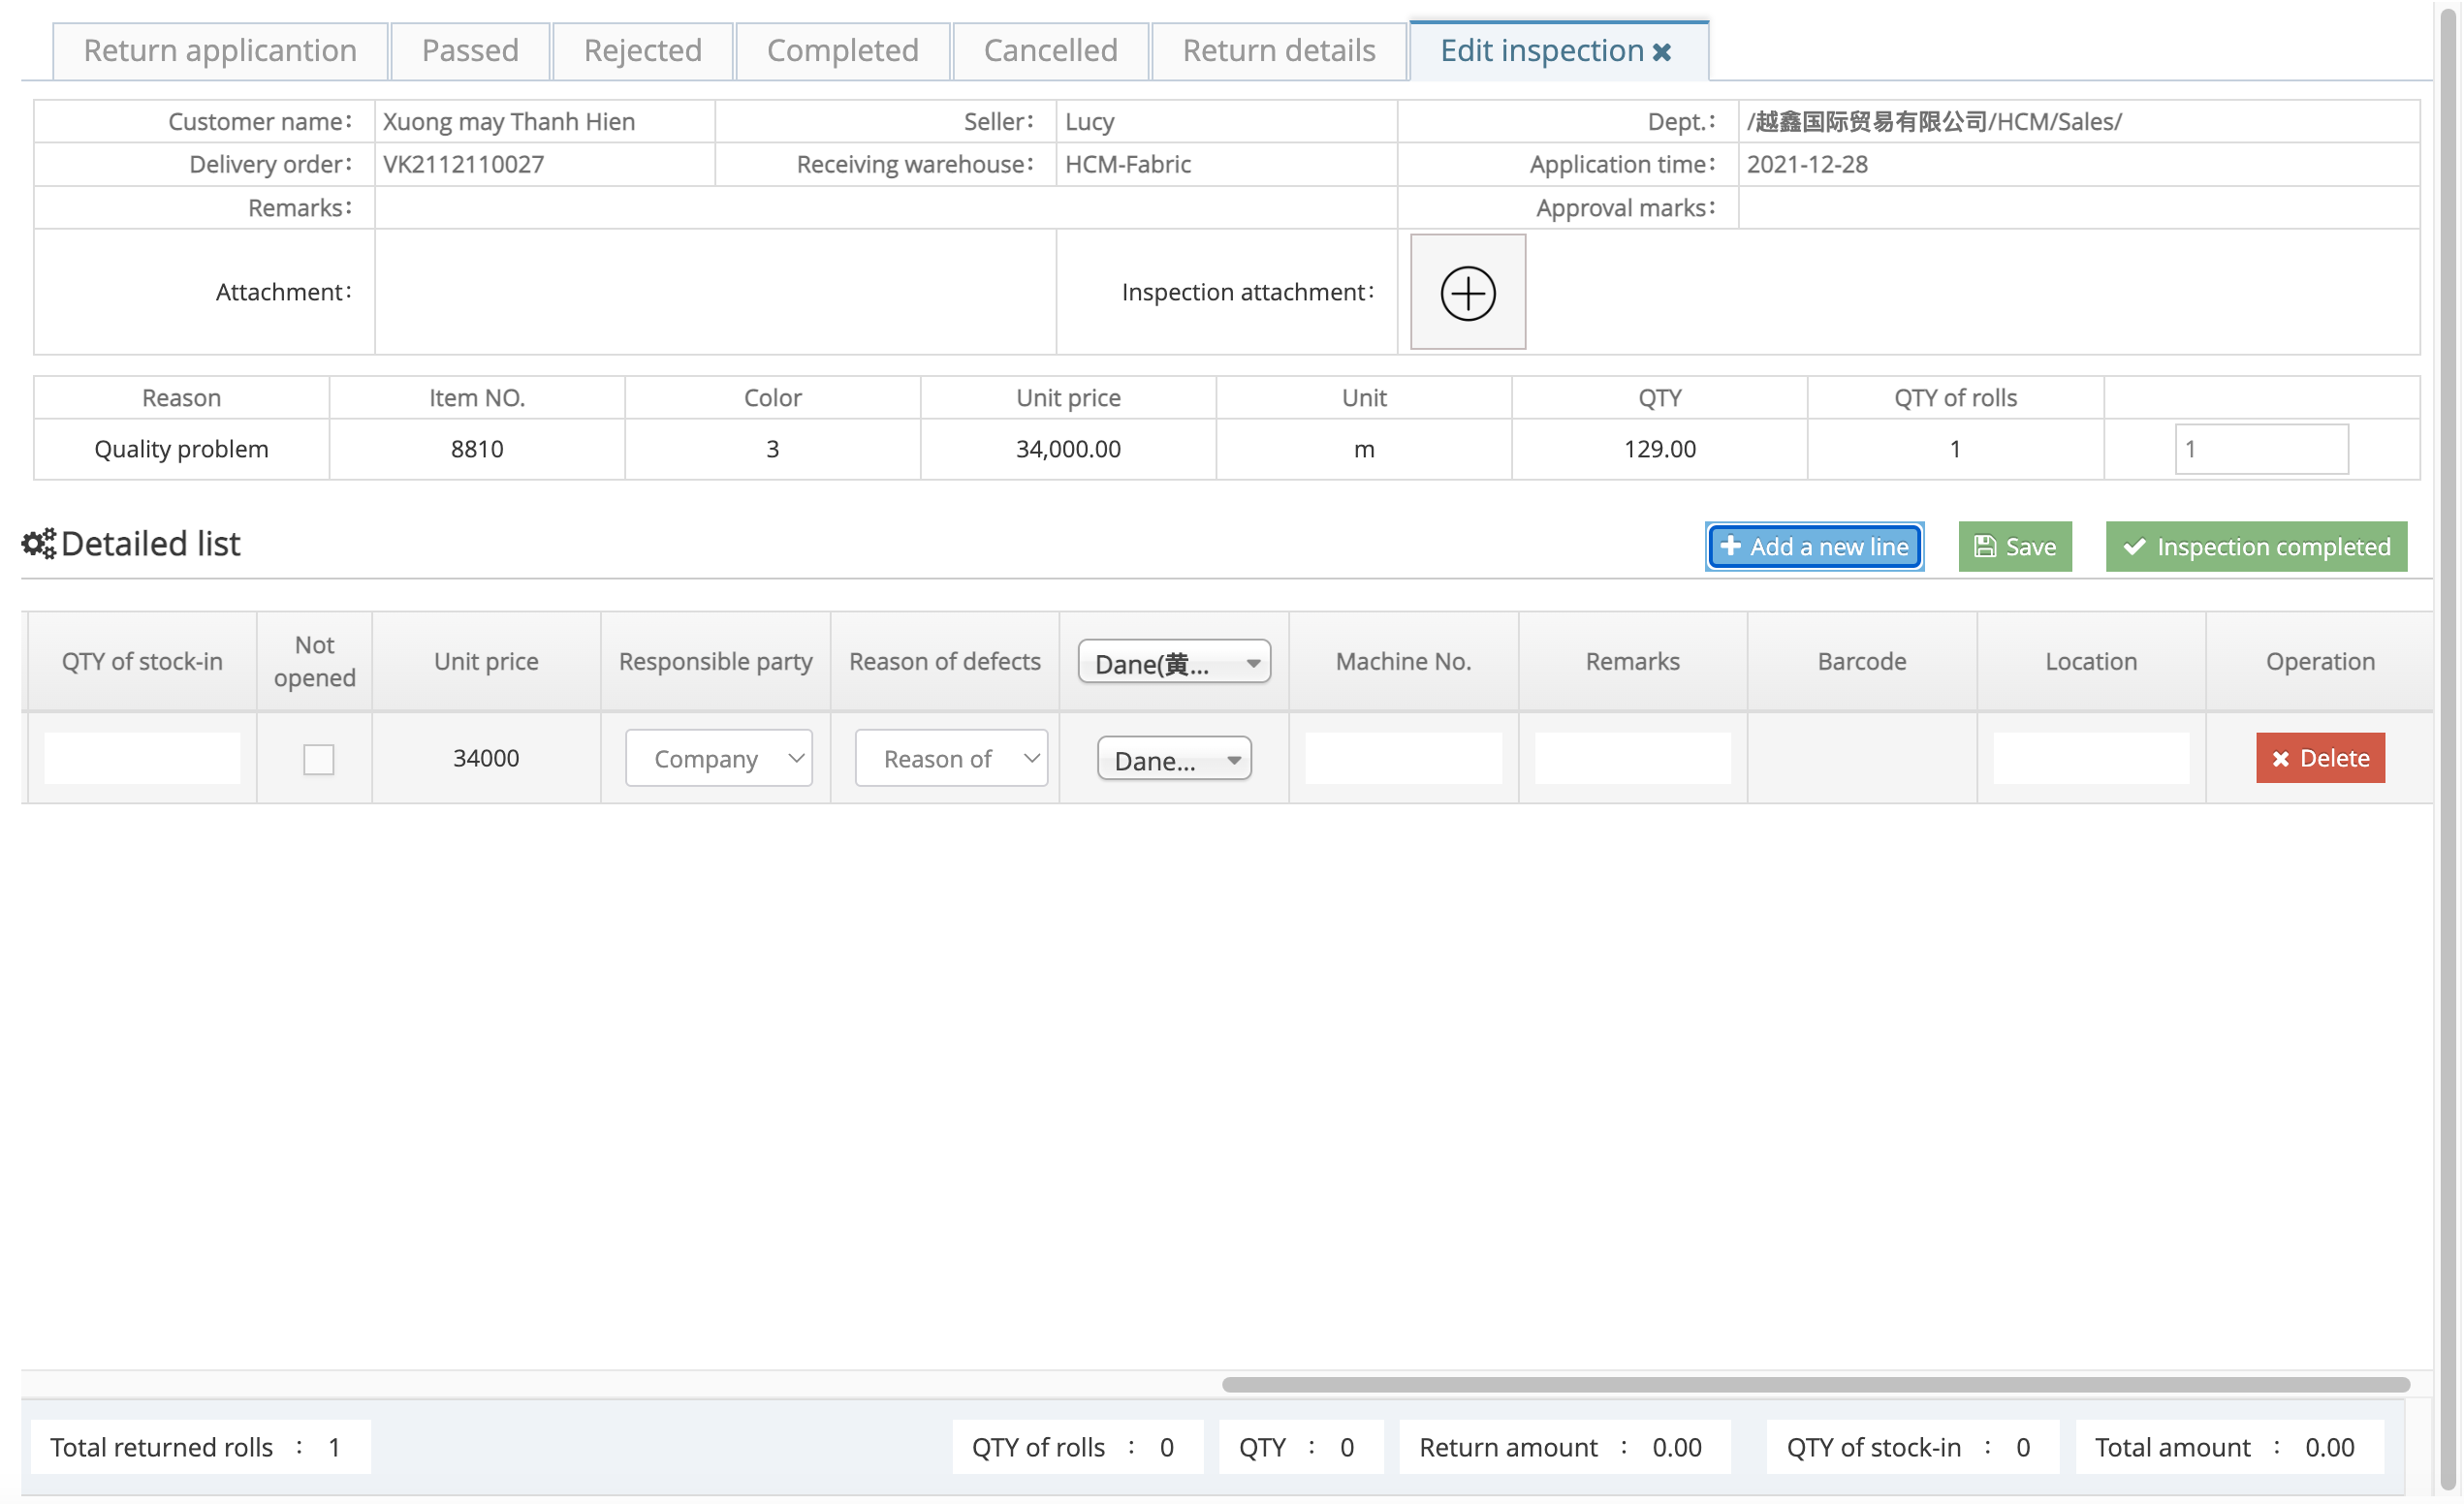 Return applicantion Passed Rejected Completed Cancelled Return details Edit inspection
Customer name： Xuong may Thanh Hien Seller： Lucy Dept.： /越鑫国际贸易有限公司/HCM/Sales/
Delivery order： VK2112110027 Receiving warehouse： HCM-Fabric Application time： 2021-12-28
Remarks： Approval marks：
Attachment： Inspection attachment：
Reason Item NO. Color Unit price Unit QTY QTY of rolls
Quality problem 8810 3 34,000.00 m 129.00 1 1
Detailed list Add a new line Save Inspection completed
QTY of stock-in Not opened Unit price Responsible party Reason of defects Dane(黄... Machine No. Remarks Barcode Location Operation
34000 Company Reason of Dane... Delete
Total returned rolls : 1 QTY of rolls : 0 QTY : 0 Return amount : 0.00 QTY of stock-in : 0 Total amount : 0.00